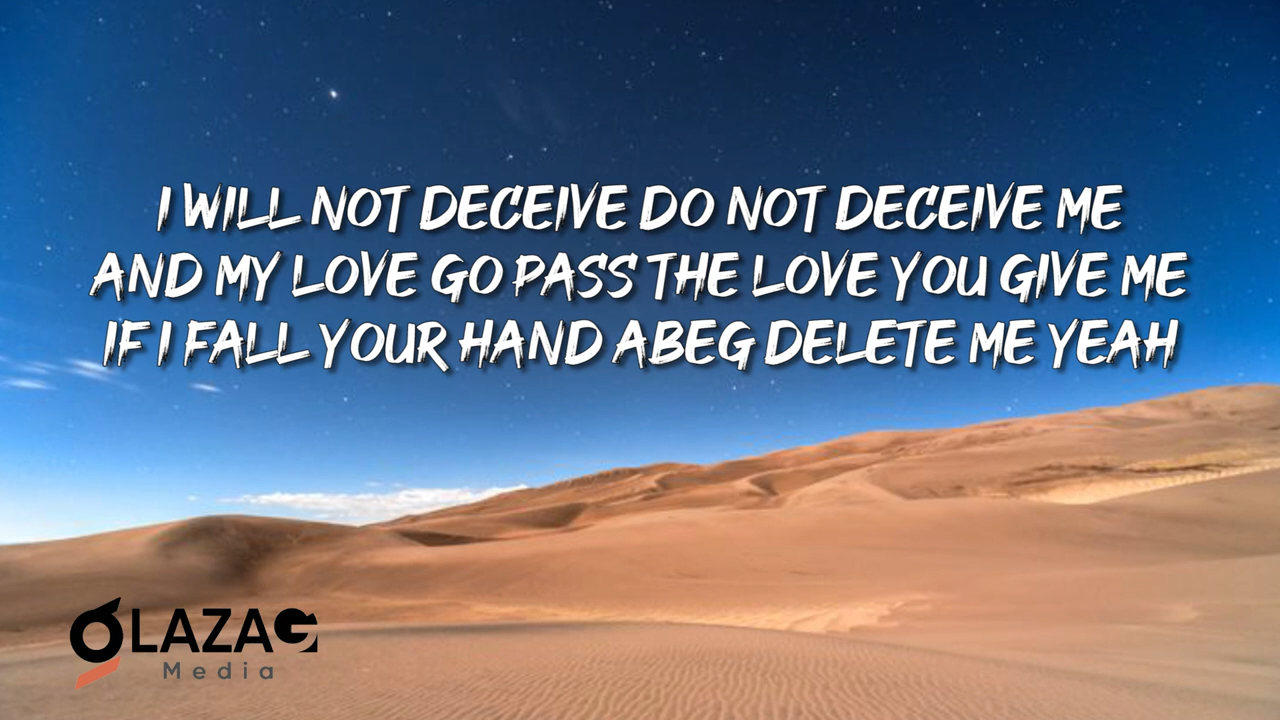 I WILL NOT DECEIVE DO NOT DECEIVE ME
AND MY LOVE GO PASS THE LOVE YOU GIVE ME
IF I FALL YOUR HAND ABEG DELETE ME YEAH
OLAZAG
Media